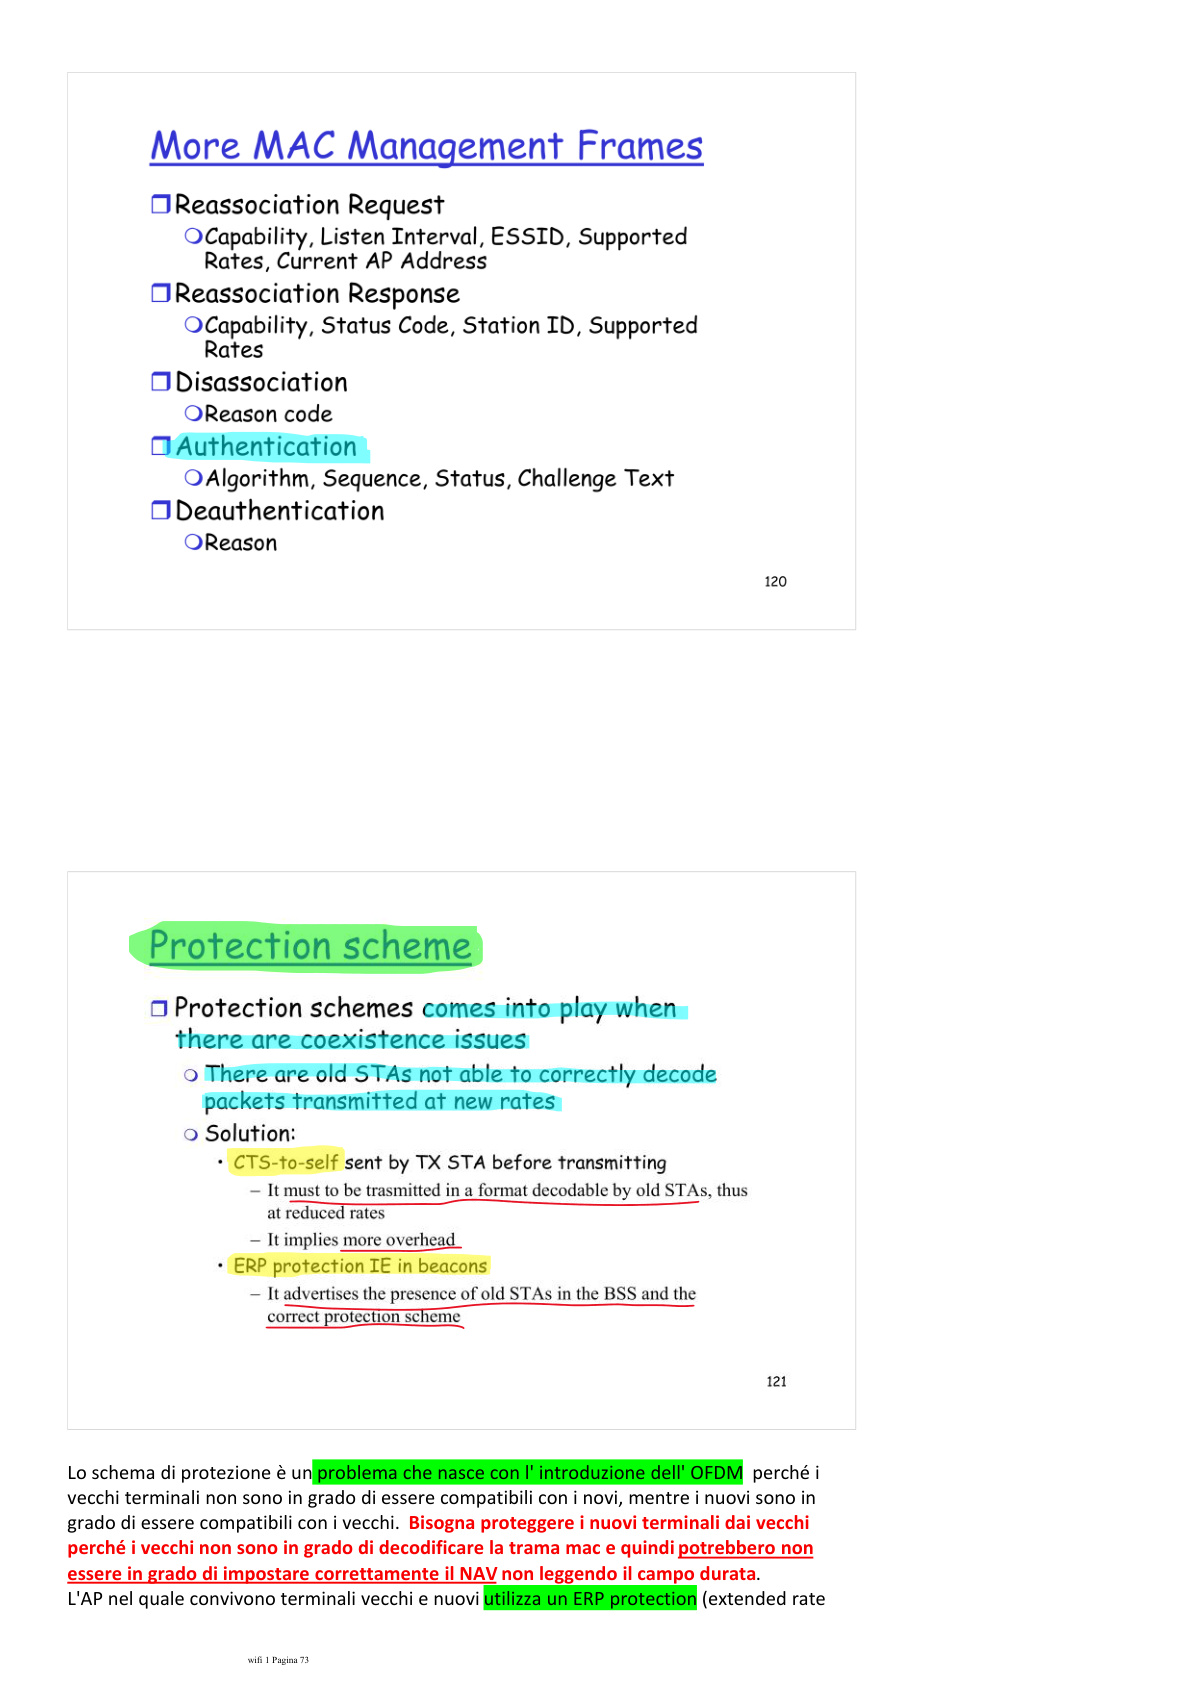 More MAC Management Frames
Reassociation Request
Capability, Listen Interval, ESSID, Supported
Rates, Current AP Address
Reassociation Response
Capability, Status Code, Station ID, Supported
Rates
Disassociation
Reason code
Authentication
Algorithm, Sequence, Status, Challenge Text
Deauthentication
Reason
120
Protection scheme
Protection schemes comes into play when
there are coexistence issues
There are old STAs not able to correctly decode
packets transmitted at new rates
Solution:
• CTS-to-self sent by TX STA before transmitting
– It must to be trasmitted in a format decodable by old STAs, thus
at reduced rates
– It implies more overhead
• ERP protection IE in beacons
– It advertises the presence of old STAs in the BSS and the
correct protection scheme
121
Lo schema di protezione è un problema che nasce con l' introduzione dell' OFDM perché i
vecchi terminali non sono in grado di essere compatibili con i novi, mentre i nuovi sono in
grado di essere compatibili con i vecchi. Bisogna proteggere i nuovi terminali dai vecchi
perché i vecchi non sono in grado di decodificare la trama mac e quindi potrebbero non
essere in grado di impostare correttamente il NAV non leggendo il campo durata.
L'AP nel quale convivono terminali vecchi e nuovi utilizza un ERP protection (extended rate
wifi 1 Pagina 73